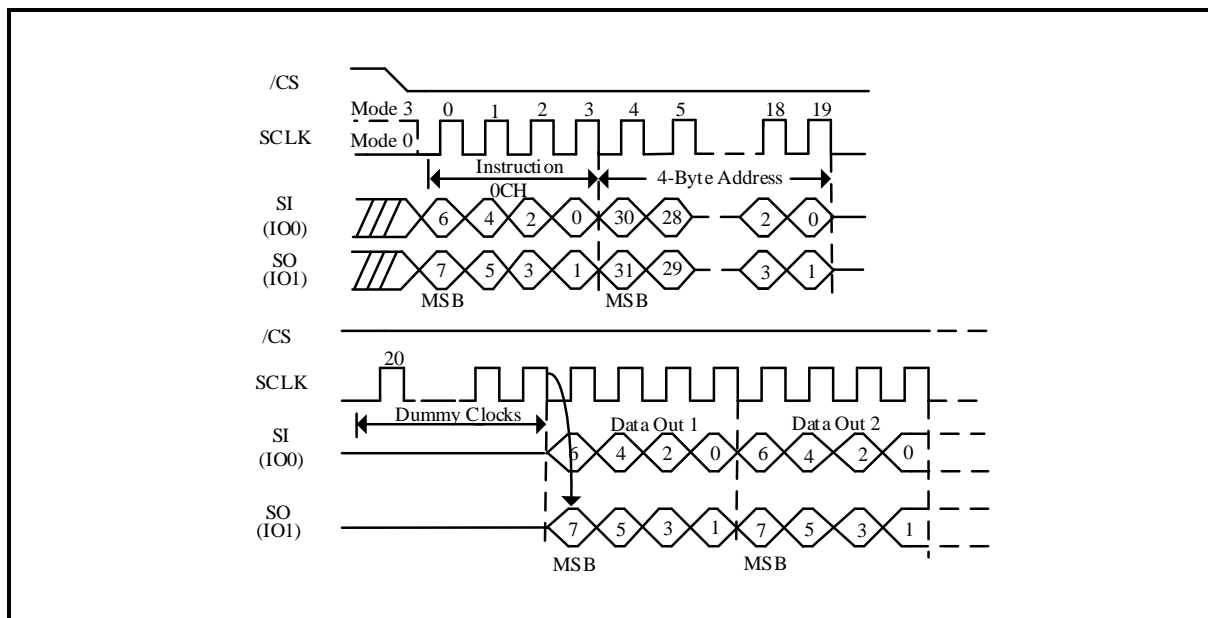 /CS
Mode 3 0 1 2 3 4 5 18 19
SCLK
Mode 0
Instruction
0CH
4-Byte Address
SI
(IO0)
6 4 2 0 30 28 2 0
SO
(IO1)
7 5 3 1 31 29 3 1
MSB MSB
/CS
20
SCLK
Dummy Clocks
Data Out 1 Data Out 2
SI
(IO0)
6 4 2 0 6 4 2 0
SO
(IO1)
7 5 3 1 7 5 3 1
MSB MSB